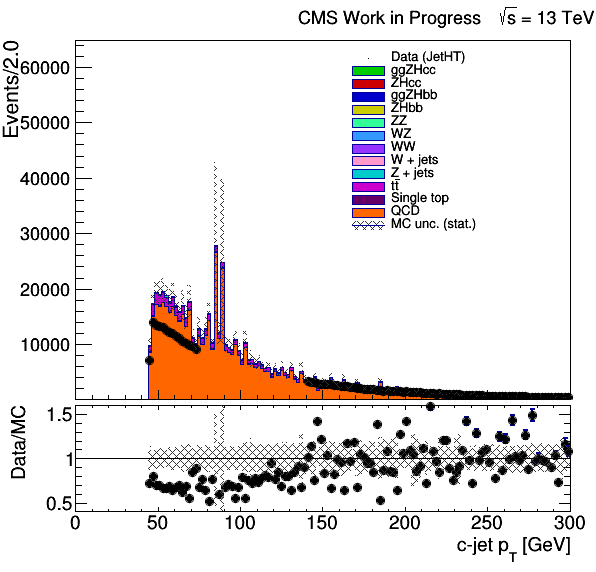 CMS Work in Progress √s = 13 TeV
Events/2.0
60000
50000
40000
30000
20000
10000
Data (JetHT)
ggZHcc
ZHcc
ggZHbb
ZHbb
ZZ
WZ
WW
W + jets
Z + jets
tt̄
Single top
QCD
MC unc. (stat.)
Data/MC
1.5
1
0.5
0 50 100 150 200 250 300
c-jet p_T [GeV]